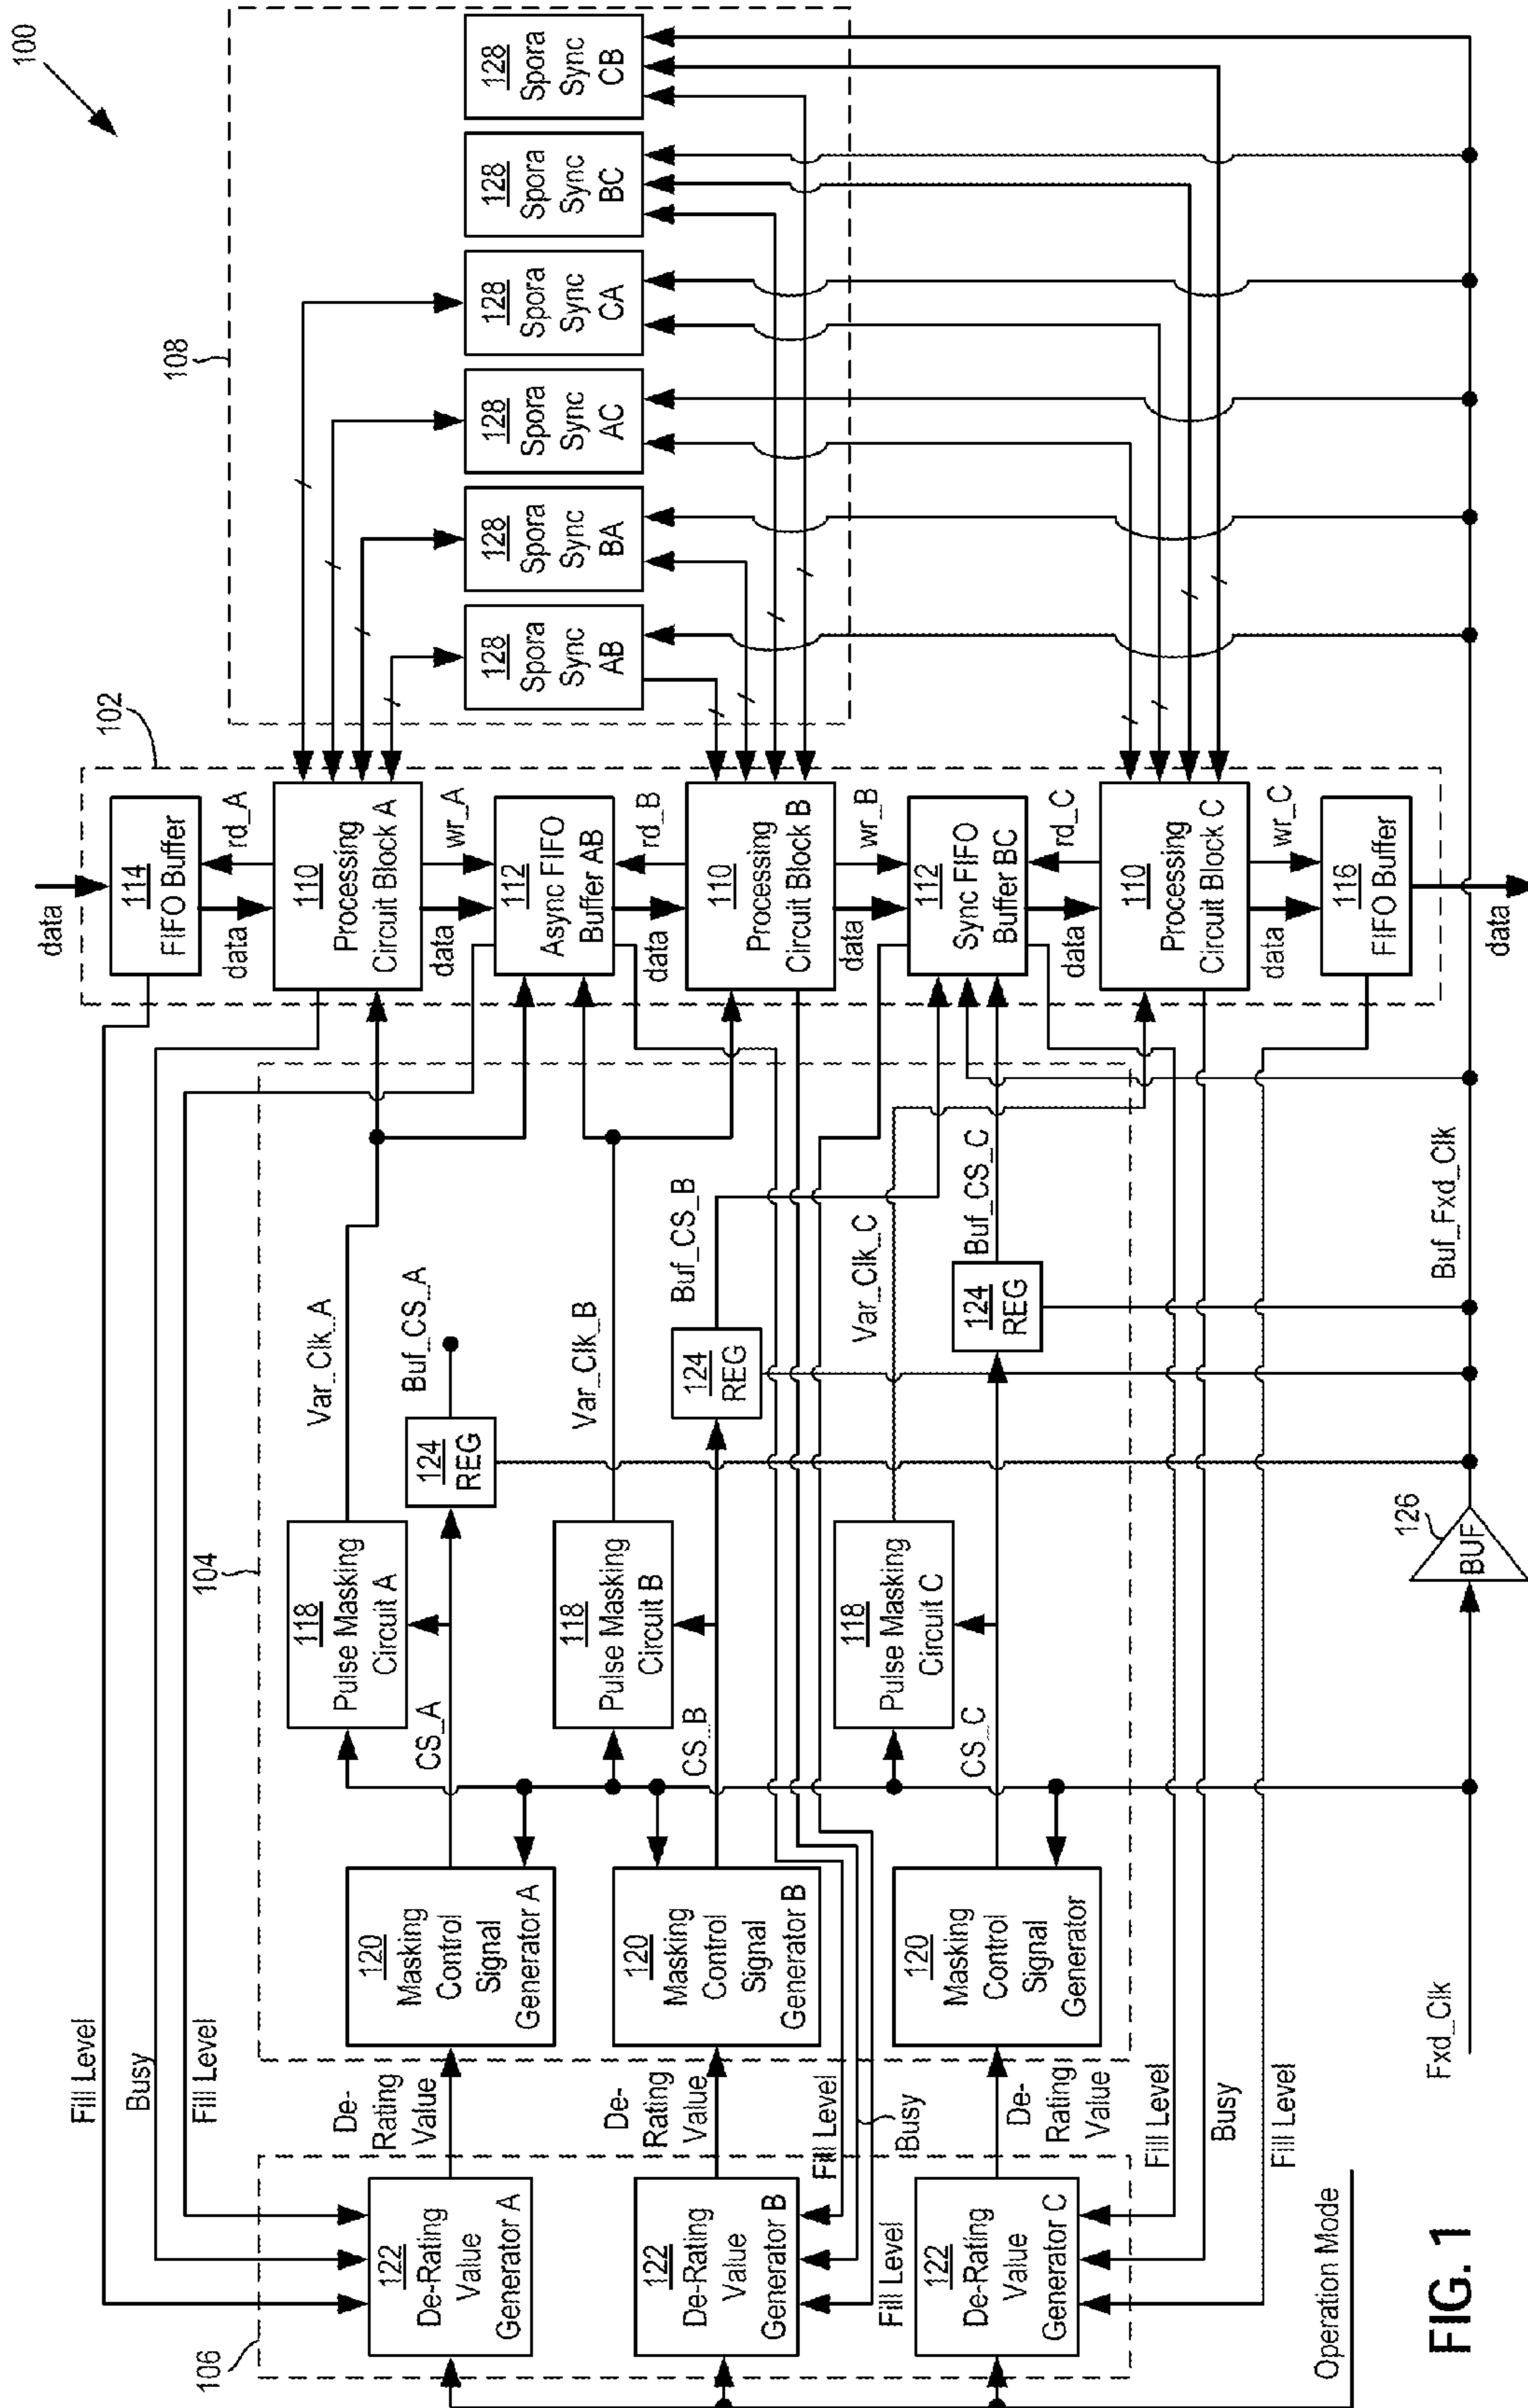 100
108
128
Spora
Sync
AB
128
Spora
Sync
BA
128
Spora
Sync
AC
128
Spora
Sync
CA
128
Spora
Sync
BC
128
Spora
Sync
CB
102
data
114
FIFO Buffer
rd_A
data
110
Processing
Circuit Block A
wr_A
data
112
Async FIFO
Buffer AB
rd_B
data
110
Processing
Circuit Block B
wr_B
data
112
Sync FIFO
Buffer BC
rd_C
data
110
Processing
Circuit Block C
wr_C
data
116
FIFO Buffer
data
104
Var_Clk_A
Buf_CS_A
124
REG
118
Pulse Masking
Circuit A
CS_A
120
Masking
Control
Signal
Generator A
Var_Clk_B
Buf_CS_B
124
REG
118
Pulse Masking
Circuit B
CS_B
120
Masking
Control
Signal
Generator B
Var_Clk_C
Buf_CS_C
124
REG
118
Pulse Masking
Circuit C
CS_C
120
Masking
Control
Signal
Generator
Buf_Fxd_Clk
126
BUF
Fxd_Clk
Fill Level
Busy
Fill Level
De-
Rating
Value
De-
Rating
Value
Fill Level
Busy
Fill Level
De-
Rating
Value
Fill Level
Busy
Fill Level
106
122
De-Rating
Value
Generator A
122
De-Rating
Value
Generator B
122
De-Rating
Value
Generator C
Operation Mode
FIG. 1